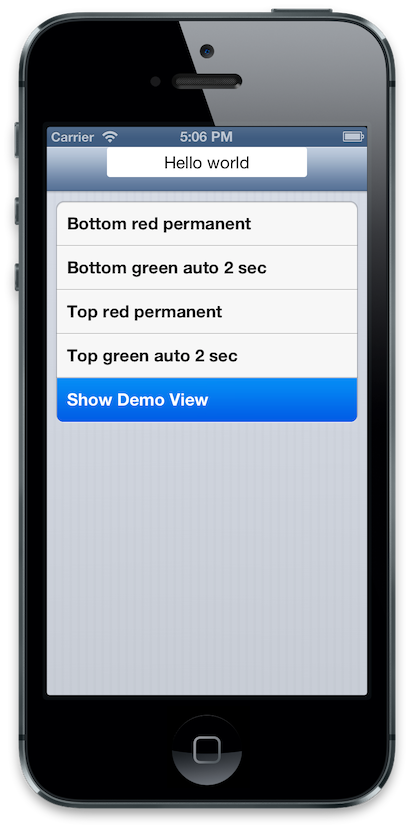 Carrier 5:06 PM
Hello world
Bottom red permanent
Bottom green auto 2 sec
Top red permanent
Top green auto 2 sec
Show Demo View